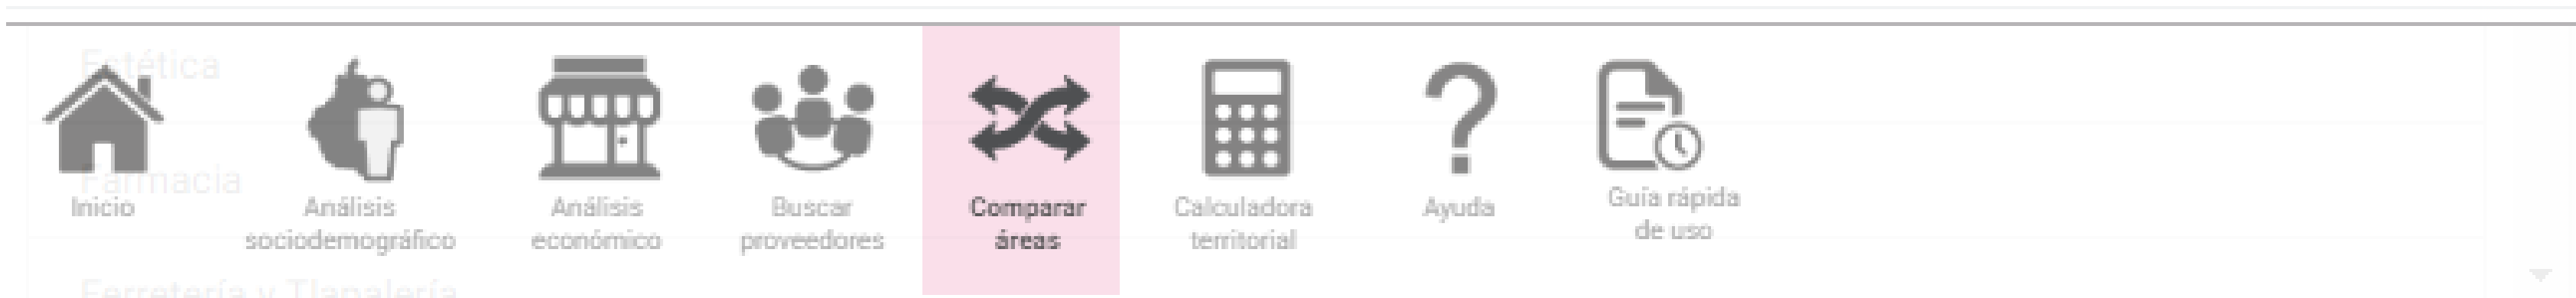 Estética
Farmacia
Inicio
Análisis
sociodemográfico
Análisis
económico
Buscar
proveedores
Comparar
áreas
Calculadora
territorial
Ayuda
Guía rápida
de uso
Ferretería y Tlapalería